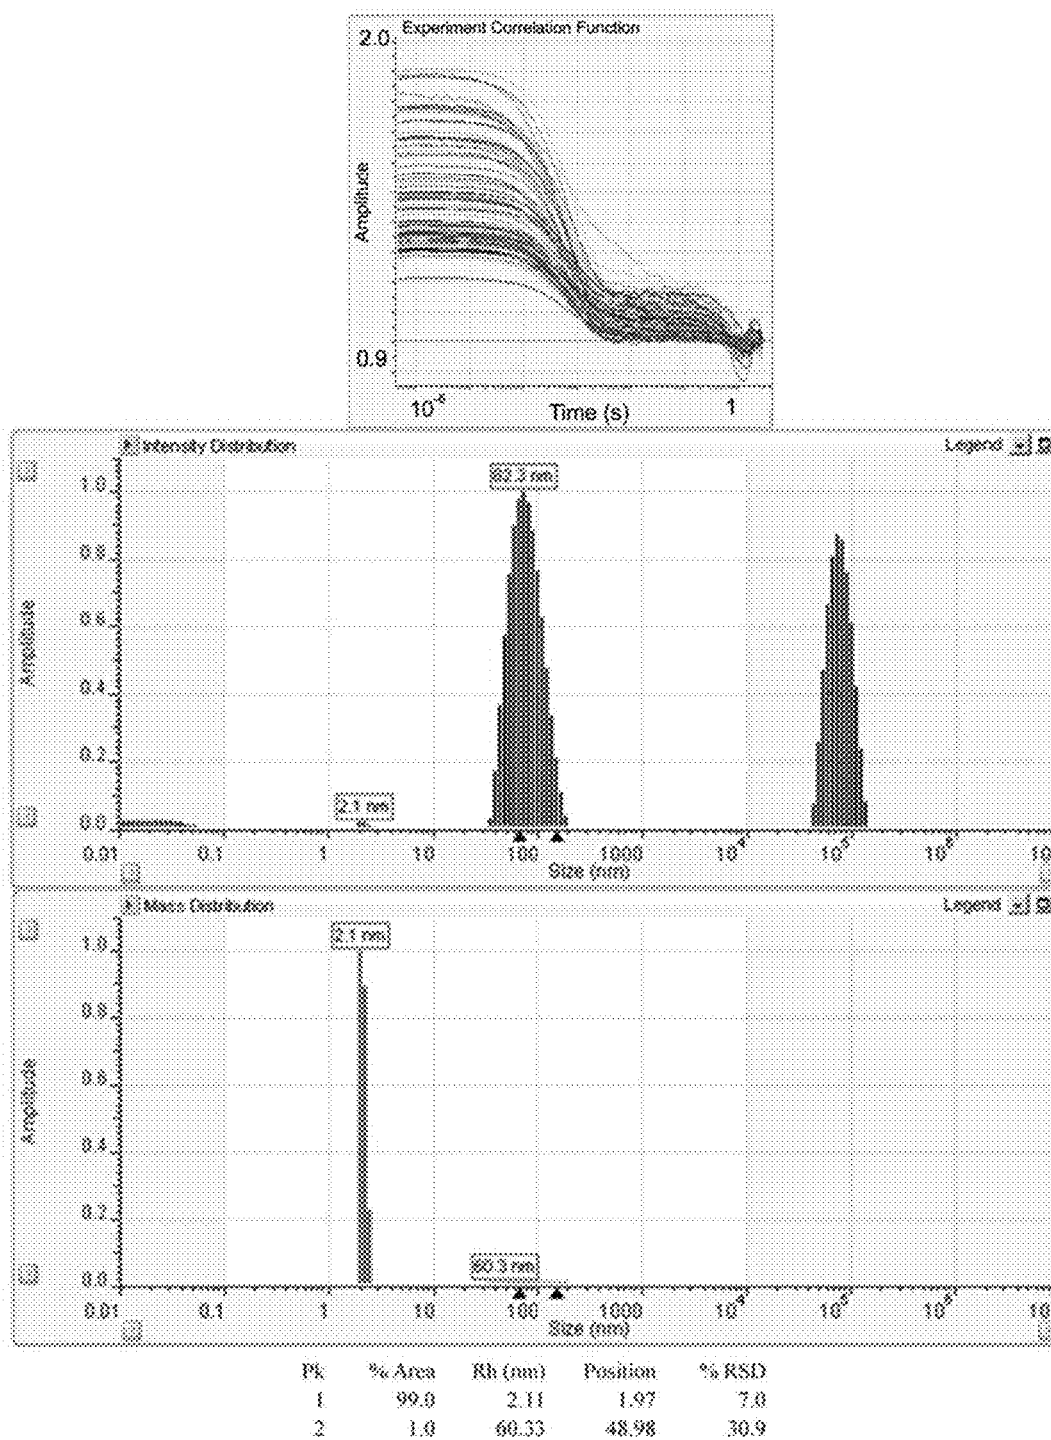 Experiment Correlation Function
2.0
Amplitude
0.9
10⁻⁶ 1
Time (s)
Intensity Distribution Legend
82.3 nm
1.0
0.8
Amplitude
0.6
0.4
0.2
2.1 nm
0.0
0.01 0.1 1 10 100 1000 10⁴ 10⁵ 10⁶ 10
Size (nm)
Mass Distribution Legend
2.1 nm
1.0
0.8
Amplitude
0.6
0.4
0.2
60.3 nm
0.0
0.01 0.1 1 10 100 1000 10⁴ 10⁵ 10⁶ 10
Size (nm)
Pk % Area Rh (nm) Position % RSD
1 99.0 2.11 1.97 7.0
2 1.0 60.33 48.98 30.9